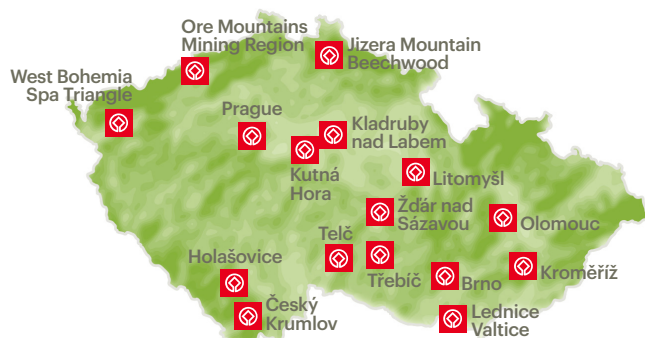 Ore Mountains
Mining Region
Jizera Mountain
Beechwood
West Bohemia
Spa Triangle
Prague
Kladruby
nad Labem
Kutná
Hora
Litomyšl
Žďár nad
Sázavou
Olomouc
Telč
Třebíč
Kroměříž
Holašovice
Brno
Český
Krumlov
Lednice
Valtice